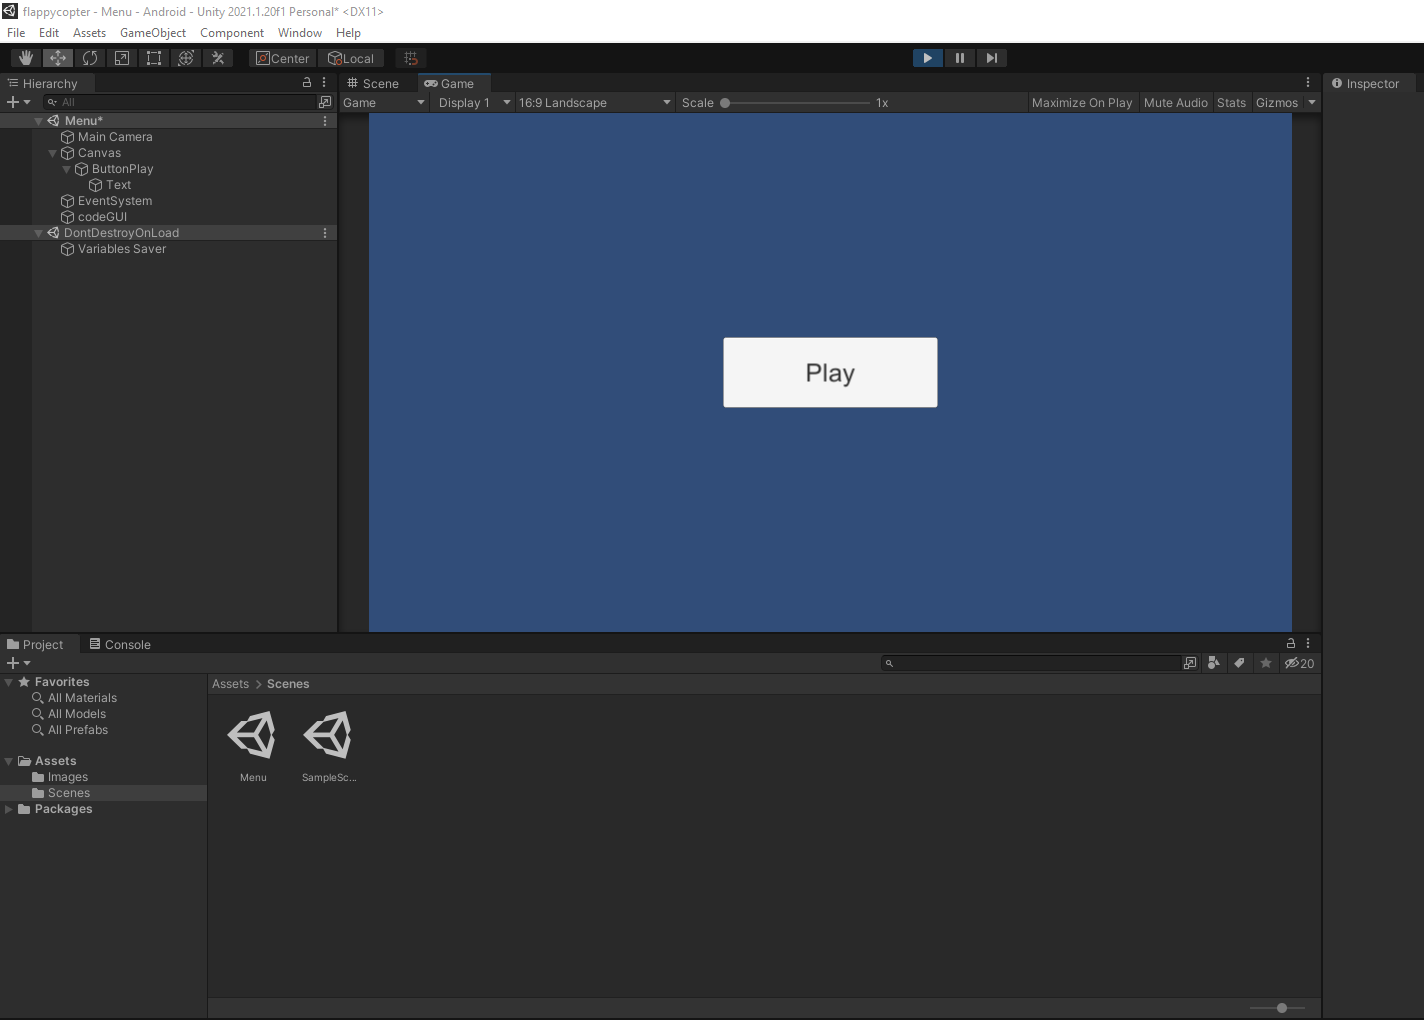 flappycopter - Menu - Android - Unity 2021.1.20f1 Personal* <DX11>
File Edit Assets GameObject Component Window Help
Center Local
Hierarchy
All
Menu*
Main Camera
Canvas
ButtonPlay
Text
EventSystem
codeGUI
DontDestroyOnLoad
Variables Saver
Scene Game
Game Display 1 16:9 Landscape Scale 1x Maximize On Play Mute Audio Stats Gizmos
Play
Inspector
Project Console
20
Favorites
All Materials
All Models
All Prefabs
Assets
Images
Scenes
Packages
Assets > Scenes
Menu SampleSc...